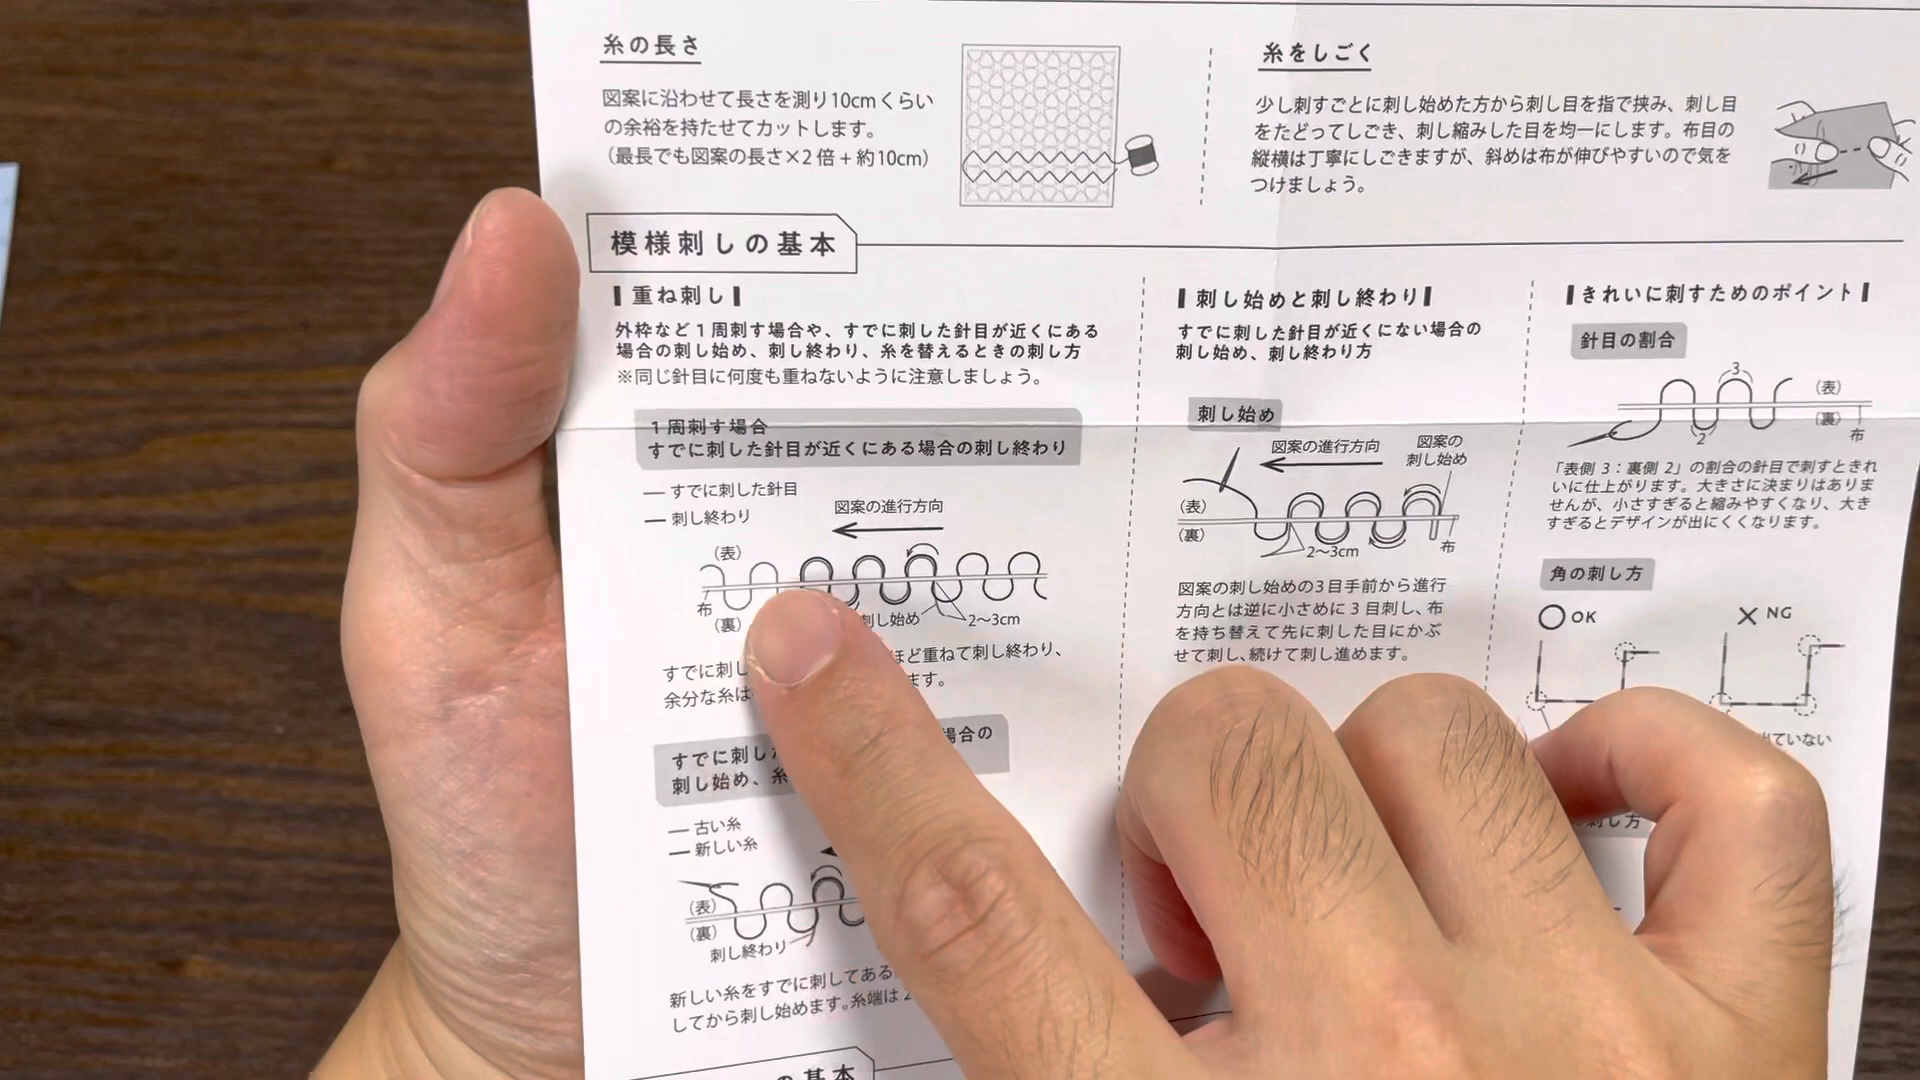 糸の長さ
図案に沿わせて長さを測り10cmくらい
の余裕を持たせてカットします。
（最長でも図案の長さ×2倍+約10cm）
糸をしごく
少し刺すごとに刺し始めた方から刺し目を指で挟み、刺し目
をたどってしごき、刺し縮みした目を均一にします。布目の
縦横は丁寧にしごきますが、斜めは布が伸びやすいので気を
つけましょう。
模様刺しの基本
重ね刺し
外枠など1周刺す場合や、すでに刺した針目が近くにある
場合の刺し始め、刺し終わり、糸を替えるときの刺し方
※同じ針目に何度も重ねないように注意しましょう。
1周刺す場合
すでに刺した針目が近くにある場合の刺し終わり
すでに刺した針目
刺し終わり
図案の進行方向
（表）
布
（裏）
刺し始め
2〜3cm
すでに刺し ほど重ねて刺し終わり、
余分な糸は ます。
すでに刺した 場合の
刺し始め、糸
古い糸
新しい糸
（表）
（裏）
刺し終わり
新しい糸をすでに刺してある
してから刺し始めます。糸端は2
の基本
刺し始めと刺し終わり
すでに刺した針目が近くにない場合の
刺し始め、刺し終わり方
刺し始め
図案の進行方向
図案の
刺し始め
（表）
（裏）
2〜3cm
布
図案の刺し始めの3目手前から進行
方向とは逆に小さめに3目刺し、布
を持ち替えて先に刺した目にかぶ
せて刺し、続けて刺し進めます。
きれいに刺すためのポイント
針目の割合
3
（表）
（裏）
2
布
「表側3：裏側2」の割合の針目で刺すときれ
いに仕上がります。大きさに決まりはありま
せんが、小さすぎると縮みやすくなり、大き
すぎるとデザインが出にくくなります。
角の刺し方
OK
NG
出ていない
刺し方